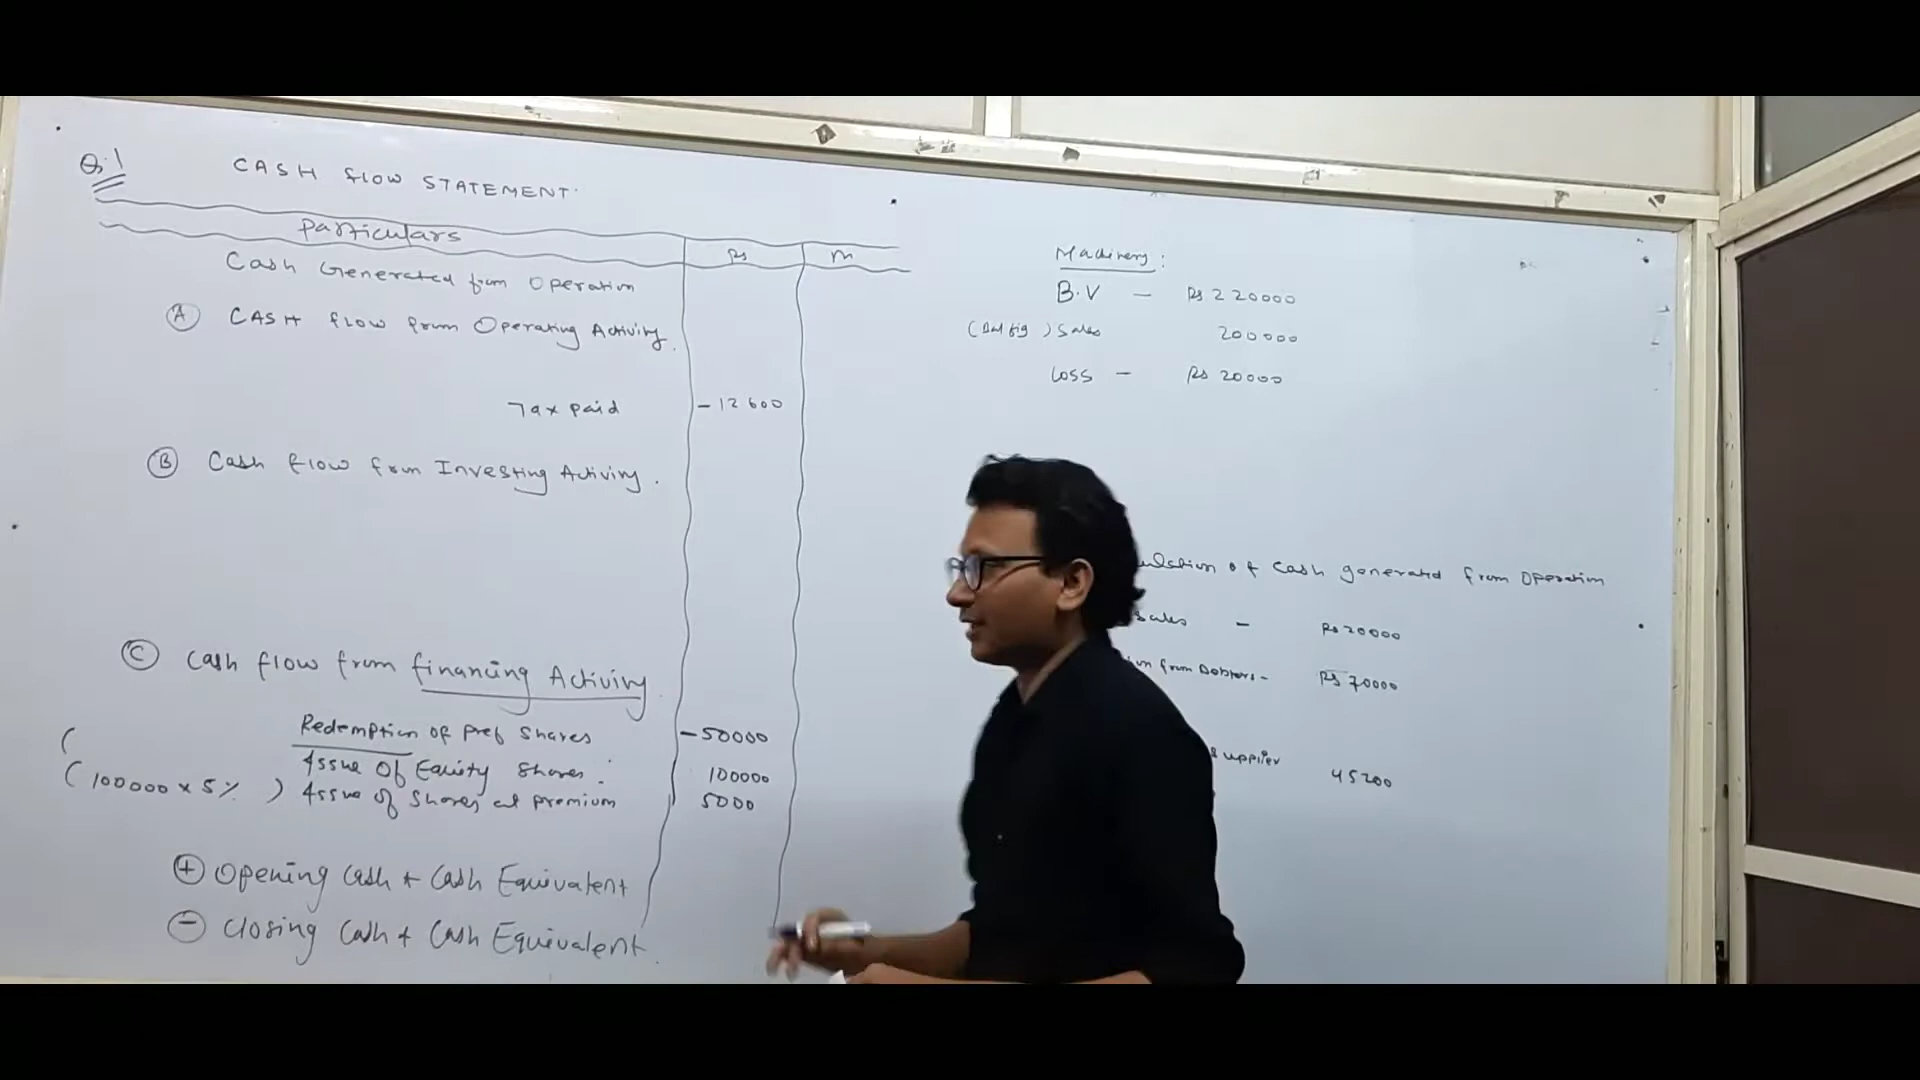 Q.1
CASH flow STATEMENT.
Particulars Rs
Cash Generated from Operation
A CASH flow from Operating Activity.
Tax paid - 12600
B Cash flow from Investing Activity.
C Cash flow from financing Activity
Redemption of Pref Shares - 50000
Issue of Equity Shares. 100000
(100000 x 5%) Issue of Shares at premium 5000
+ Opening Cash + Cash Equivalent
- Closing Cash + Cash Equivalent.
Machinery:
B.V - Rs 220000
(Bal fig) Sales 200000
Loss - Rs 20000
ulation of Cash generated from Operation
Sales - Rs 20000
from Debtors - Rs 70000
Supplier 45200